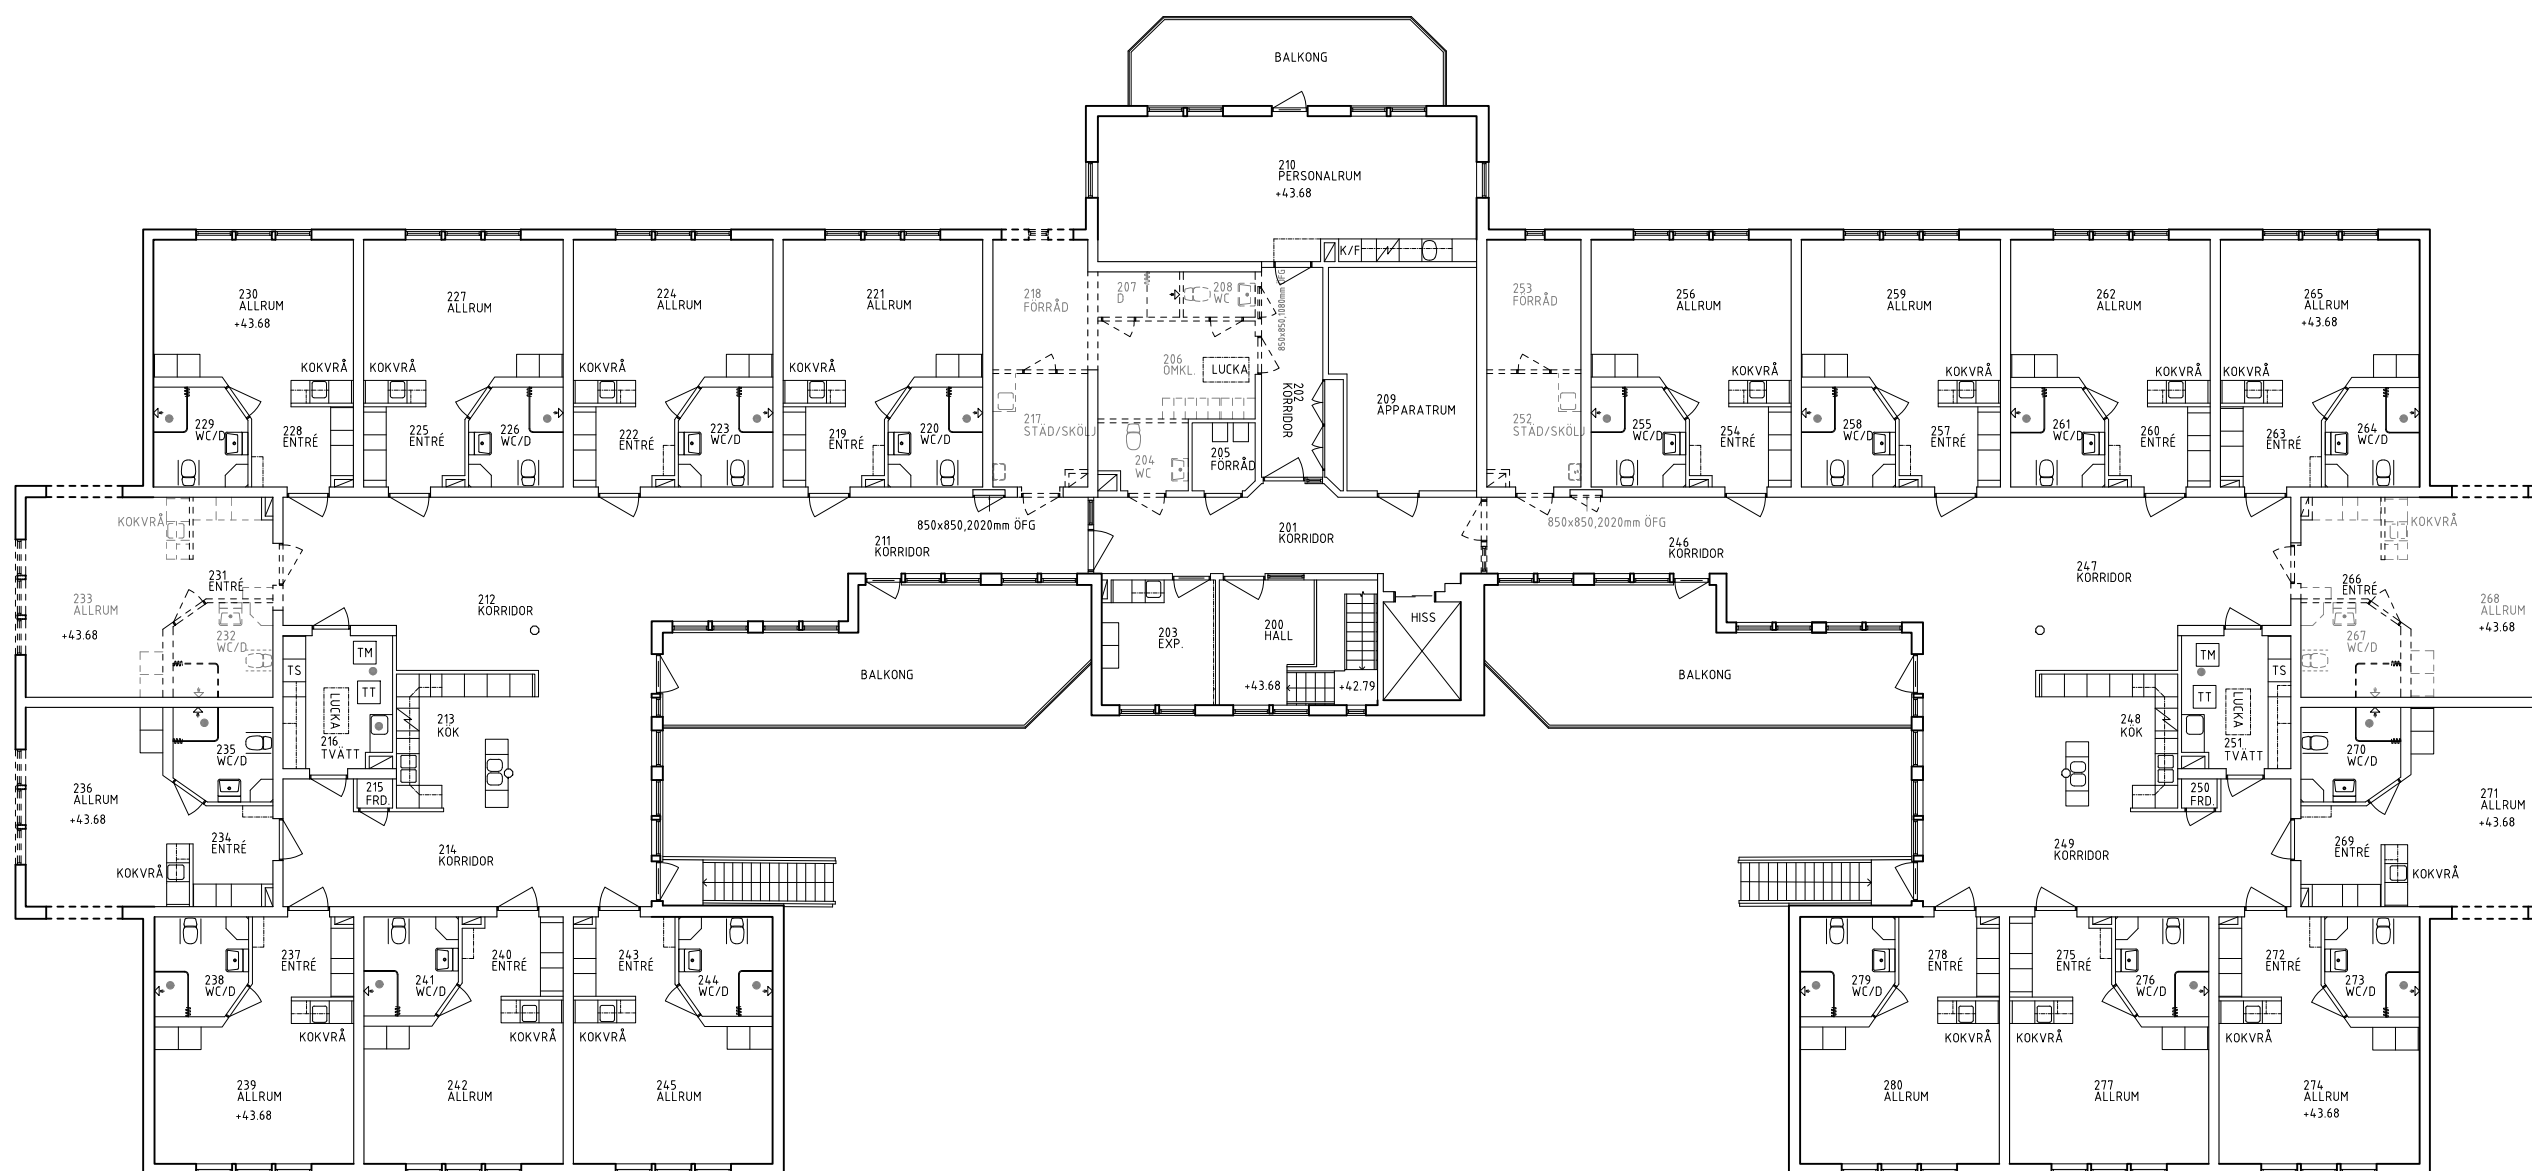 BALKONG
210
PERSONALRUM
+43.68
K/F
230
ALLRUM
+43.68
227
ALLRUM
224
ALLRUM
221
ALLRUM
218
FÖRRÅD
207
D
208
WC
850x850,1080mm ÖFG
253
FÖRRÅD
256
ALLRUM
259
ALLRUM
262
ALLRUM
265
ALLRUM
+43.68
KOKVRÅ
KOKVRÅ
KOKVRÅ
KOKVRÅ
206
OMKL.
LUCKA
202
KORRIDOR
209
APPARATRUM
KOKVRÅ
KOKVRÅ
KOKVRÅ
KOKVRÅ
229
WC/D
228
ENTRÉ
225
ENTRÉ
226
WC/D
222
ENTRÉ
223
WC/D
219
ENTRÉ
220
WC/D
217
STÄD/SKÖLJ
204
WC
205
FÖRRÅD
252
STÄD/SKÖLJ
255
WC/D
254
ENTRÉ
258
WC/D
257
ENTRÉ
261
WC/D
260
ENTRÉ
263
ENTRÉ
264
WC/D
KOKVRÅ
850x850,2020mm ÖFG
211
KORRIDOR
201
KORRIDOR
850x850,2020mm ÖFG
246
KORRIDOR
247
KORRIDOR
KOKVRÅ
231
ENTRÉ
233
ALLRUM
+43.68
232
WC/D
212
KORRIDOR
203
EXP.
200
HALL
HISS
266
ENTRÉ
268
ALLRUM
+43.68
267
WC/D
TM
TS
TT
LUCKA
216
TVÄTT
213
KÖK
BALKONG
+43.68
+42.79
BALKONG
248
KÖK
TM
TS
TT
LUCKA
251
TVÄTT
235
WC/D
236
ALLRUM
+43.68
215
FRD.
250
FRD.
270
WC/D
271
ALLRUM
+43.68
234
ENTRÉ
KOKVRÅ
214
KORRIDOR
249
KORRIDOR
269
ENTRÉ
KOKVRÅ
238
WC/D
237
ENTRÉ
241
WC/D
240
ENTRÉ
243
ENTRÉ
244
WC/D
279
WC/D
278
ENTRÉ
275
ENTRÉ
276
WC/D
272
ENTRÉ
273
WC/D
KOKVRÅ
KOKVRÅ
KOKVRÅ
KOKVRÅ
KOKVRÅ
KOKVRÅ
239
ALLRUM
+43.68
242
ALLRUM
245
ALLRUM
280
ALLRUM
277
ALLRUM
274
ALLRUM
+43.68